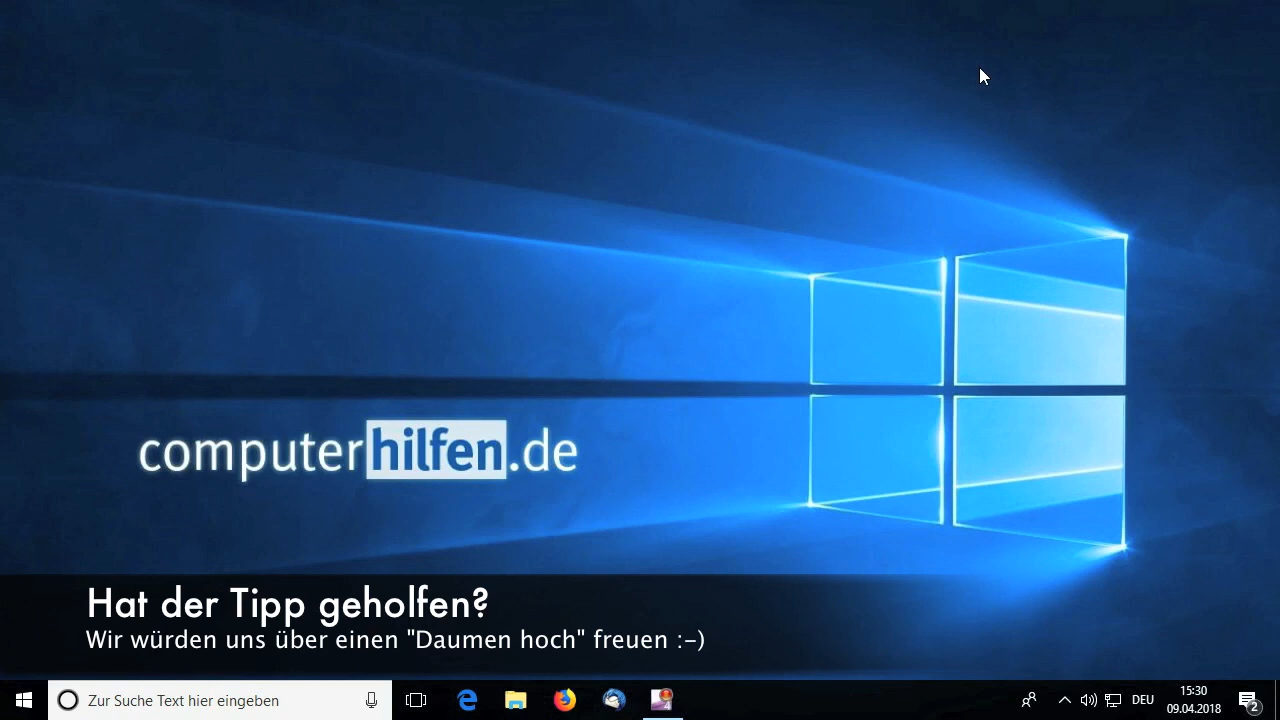 computerhilfen.de
Hat der Tipp geholfen?
Wir würden uns über einen "Daumen hoch" freuen :-)
Zur Suche Text hier eingeben
DEU
15:30
09.04.2018
2